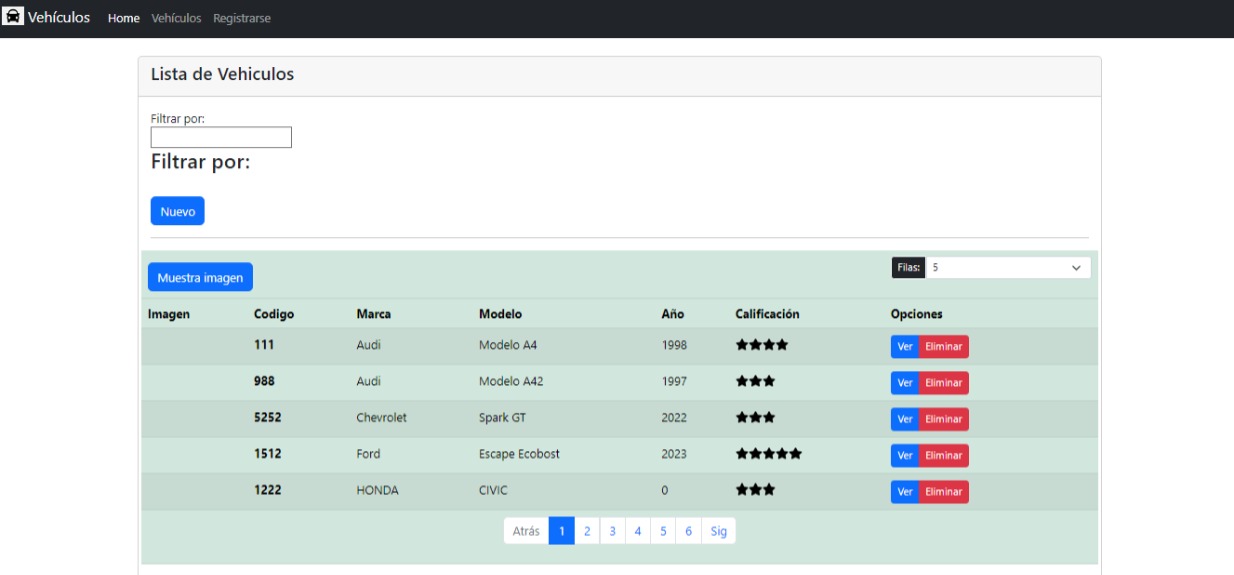 Vehículos Home Vehículos Registrarse
Lista de Vehiculos
Filtrar por:
Filtrar por:
Nuevo
Muestra imagen Filas: 5
Imagen Codigo Marca Modelo Año Calificación Opciones
111 Audi Modelo A4 1998 Ver Eliminar
988 Audi Modelo A42 1997 Ver Eliminar
5252 Chevrolet Spark GT 2022 Ver Eliminar
1512 Ford Escape Ecobost 2023 Ver Eliminar
1222 HONDA CIVIC 0 Ver Eliminar
Atrás 1 2 3 4 5 6 Sig